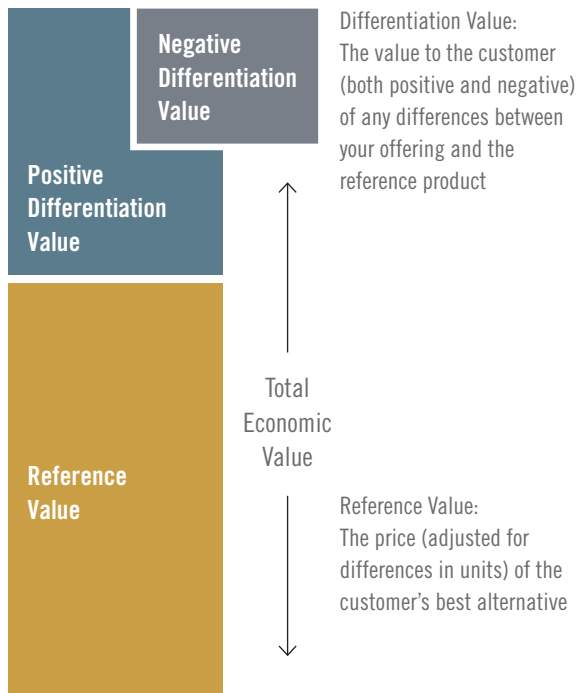 Negative
Differentiation
Value
Differentiation Value:
The value to the customer
(both positive and negative)
of any differences between
your offering and the
reference product
Positive
Differentiation
Value
Total
Economic
Value
Reference
Value
Reference Value:
The price (adjusted for
differences in units) of the
customer’s best alternative